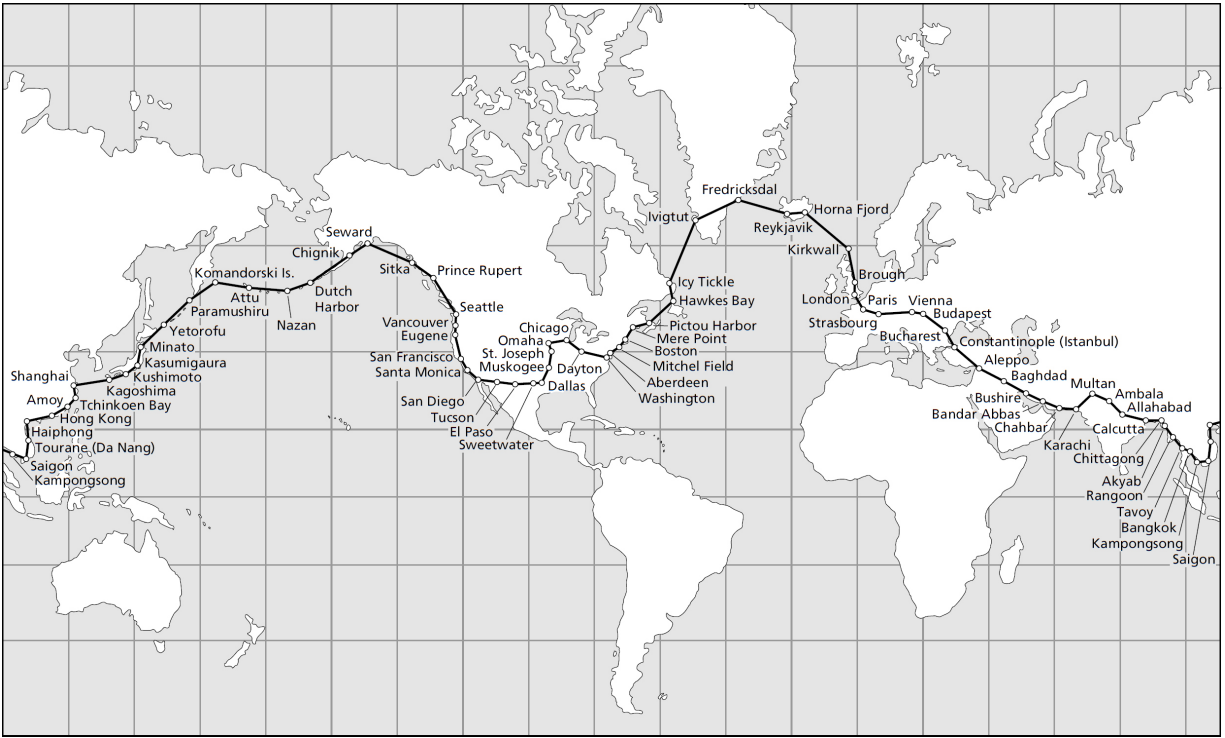 Fredricksdal
Ivigtut
Horna Fjord
Reykjavik
Seward
Chignik
Kirkwall
Sitka
Prince Rupert
Komandorski Is.
Brough
Icy Tickle
Attu
Dutch
Harbor
Hawkes Bay
London
Paris
Vienna
Paramushiru
Seattle
Nazan
Budapest
Vancouver
Strasbourg
Pictou Harbor
Yetorofu
Chicago
Eugene
Omaha
Mere Point
Bucharest
Constantinople (Istanbul)
Minato
St. Joseph
Boston
San Francisco
Aleppo
Kasumigaura
Muskogee
Mitchel Field
Santa Monica
Dayton
Baghdad
Shanghai
Kushimoto
Aberdeen
Multan
Kagoshima
Dallas
Ambala
Amoy
Washington
Bushire
San Diego
Tchinkoen Bay
Allahabad
Bandar Abbas
Tucson
Hong Kong
Chahbar
Calcutta
El Paso
Haiphong
Sweetwater
Karachi
Tourane (Da Nang)
Chittagong
Saigon
Kampongsong
Akyab
Rangoon
Tavoy
Bangkok
Kampongsong
Saigon